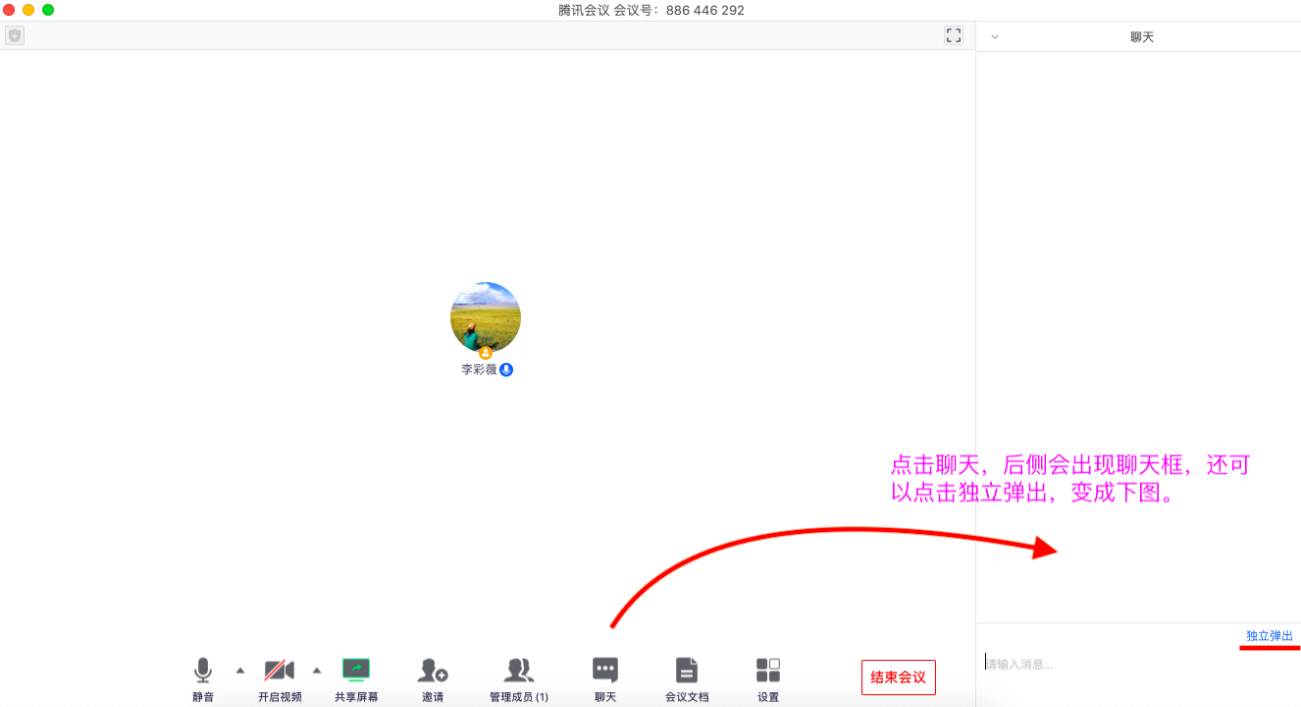 腾讯会议 会议号：886 446 292
聊天
李彩薇
点击聊天，后侧会出现聊天框，还可
以点击独立弹出，变成下图。
独立弹出
请输入消息...
静音
开启视频
共享屏幕
邀请
管理成员(1)
聊天
会议文档
设置
结束会议